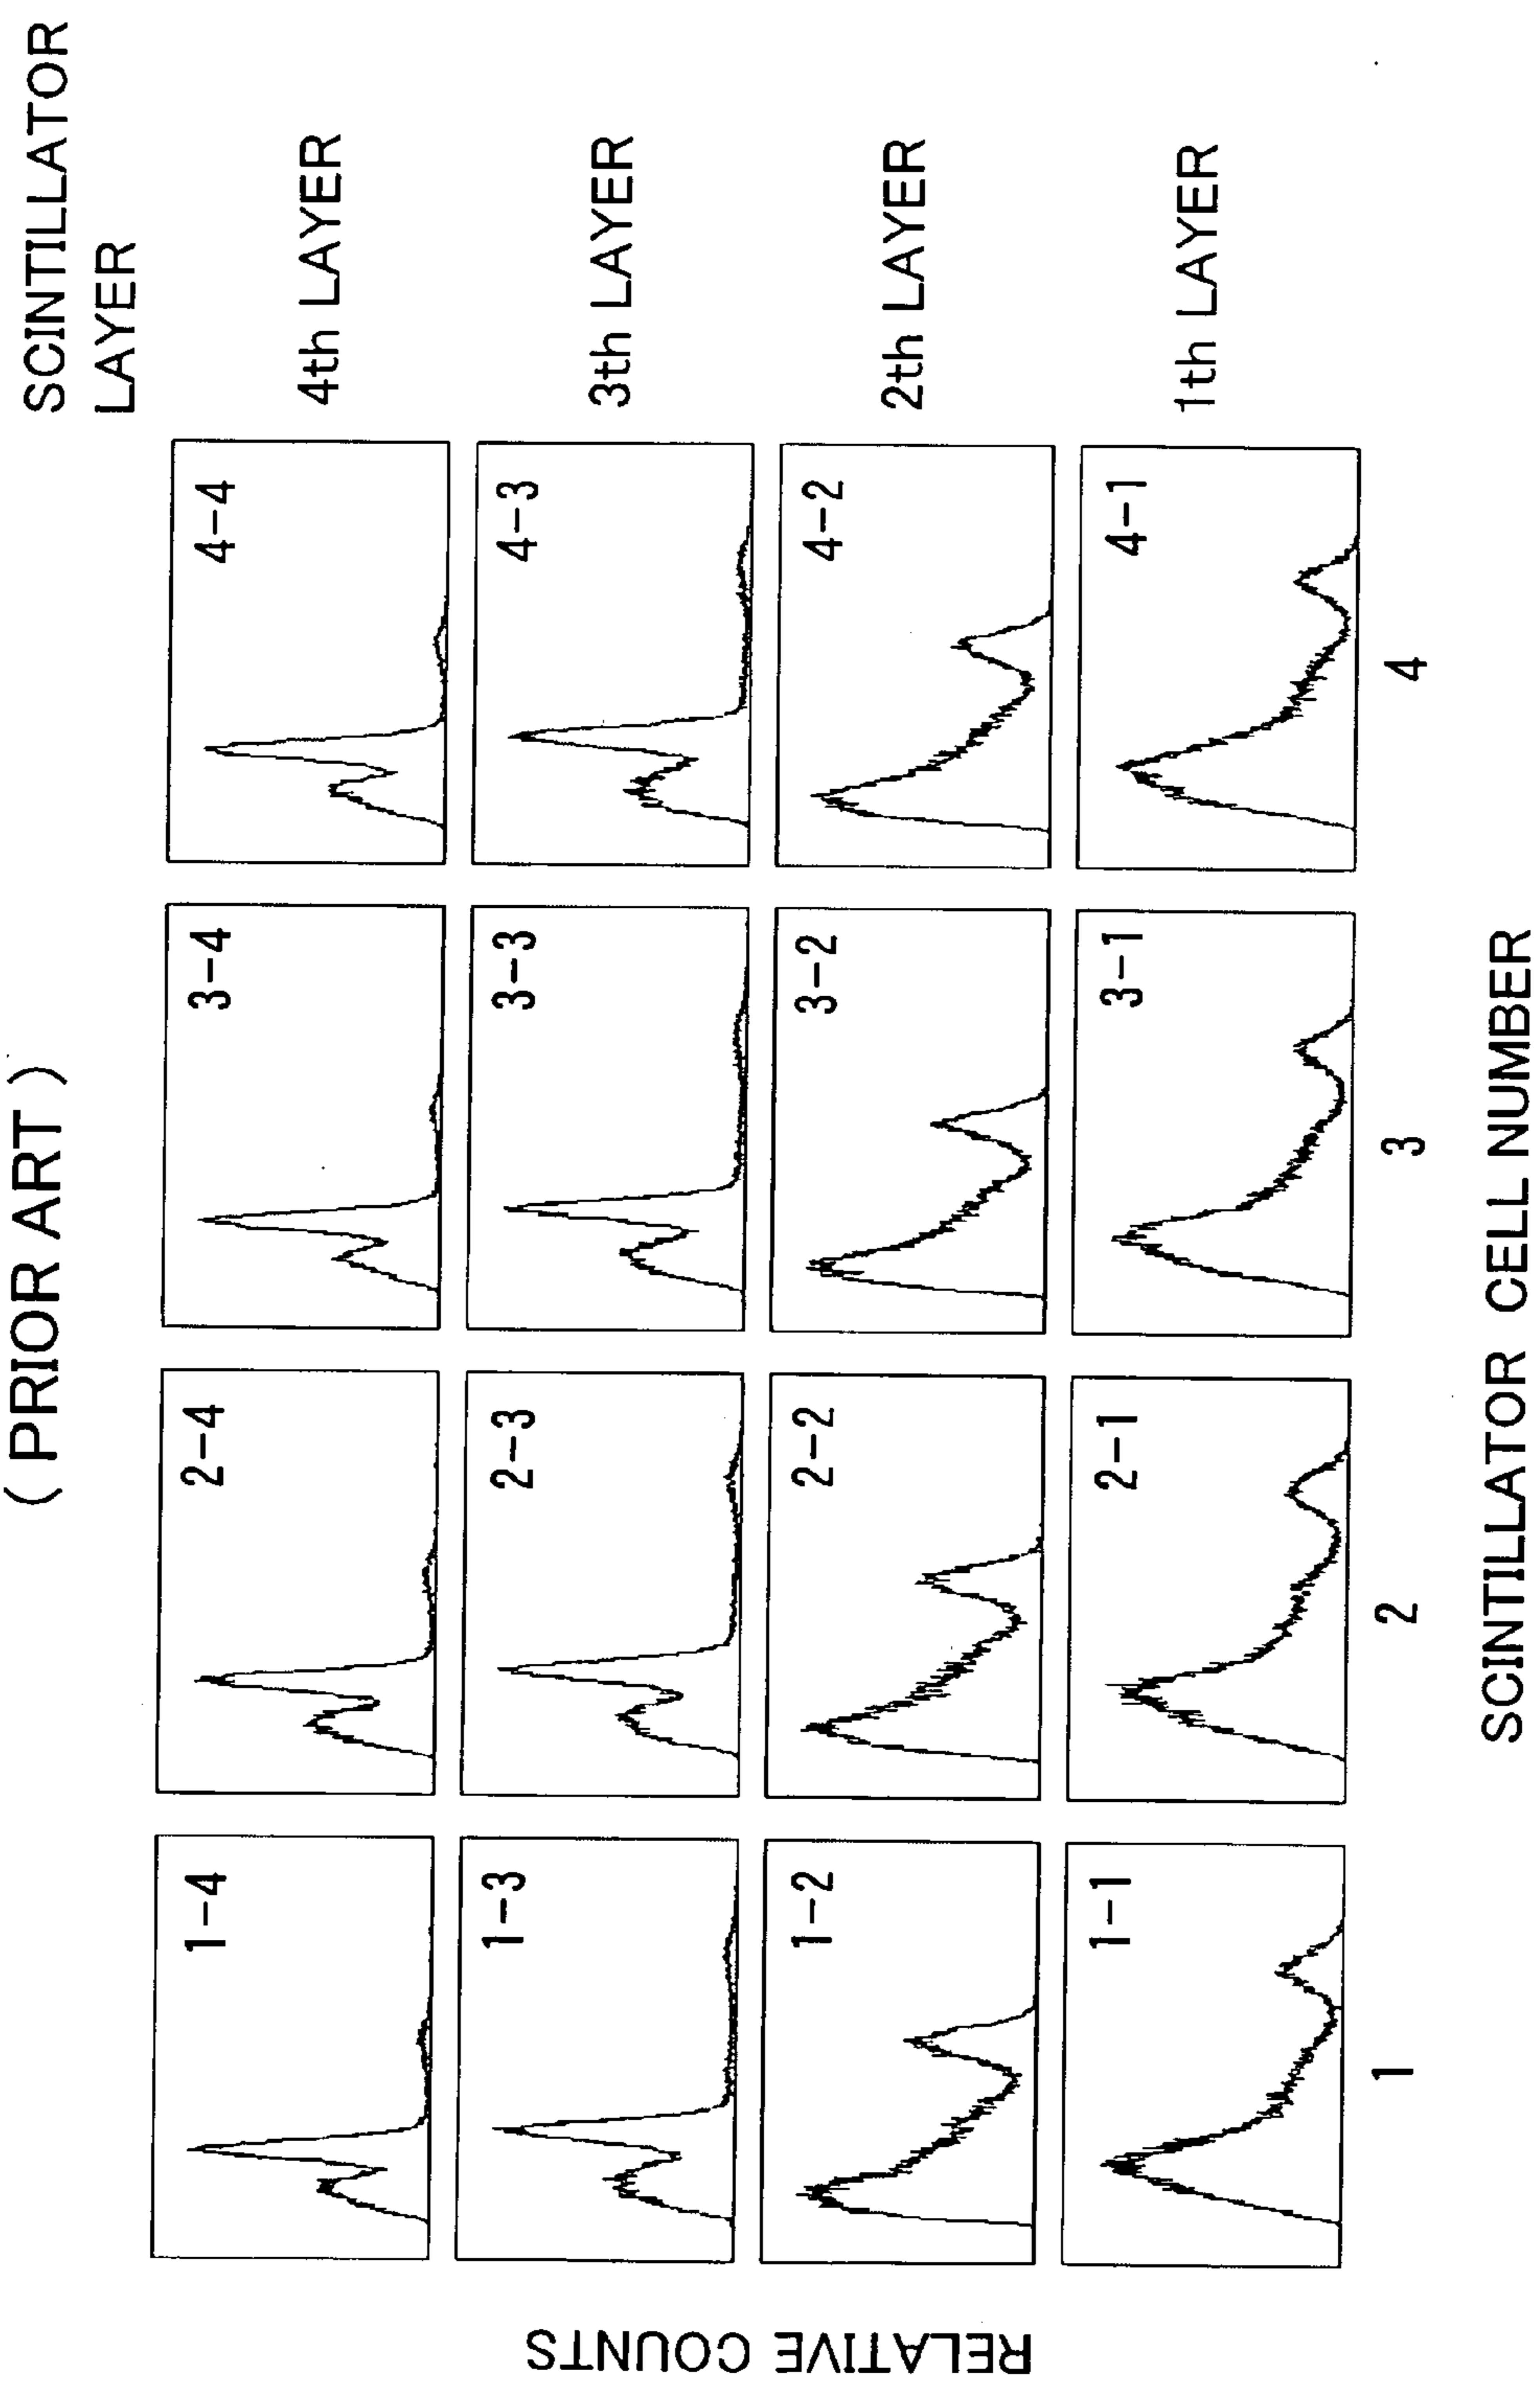 ( PRIOR ART )
SCINTILLATOR
LAYER
1-4
2-4
3-4
4-4
4th LAYER
1-3
2-3
3-3
4-3
3th LAYER
1-2
2-2
3-2
4-2
2th LAYER
1-1
2-1
3-1
4-1
1th LAYER
1
2
3
4
RELATIVE COUNTS
SCINTILLATOR CELL NUMBER